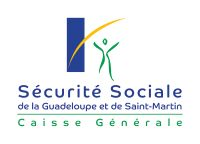 Sécurité Sociale
de la Guadeloupe et de Saint-Martin
Caisse Générale